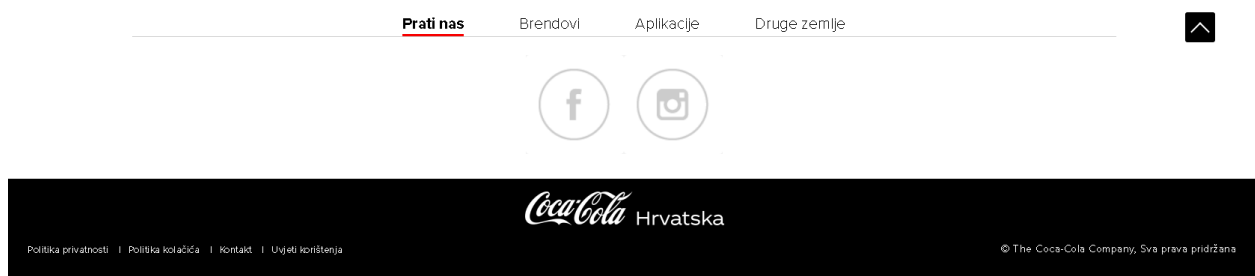 Prati nas Brendovi Aplikacije Druge zemlje
Coca-Cola Hrvatska
Politika privatnosti | Politika kolačića | Kontakt | Uvjeti korištenja © The Coca-Cola Company, Sva prava pridržana